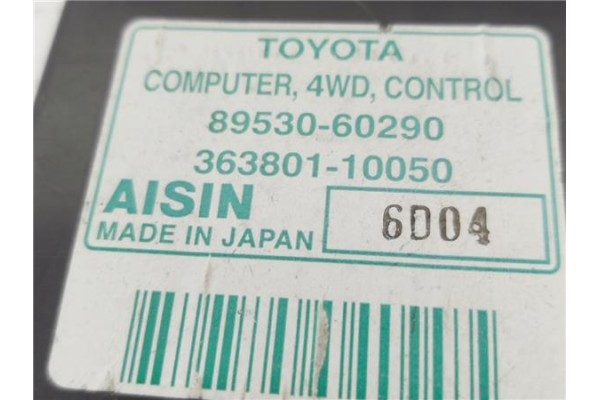 TOYOTA
COMPUTER, 4WD, CONTROL
89530-60290
363801-10050
AISIN
MADE IN JAPAN
6D04